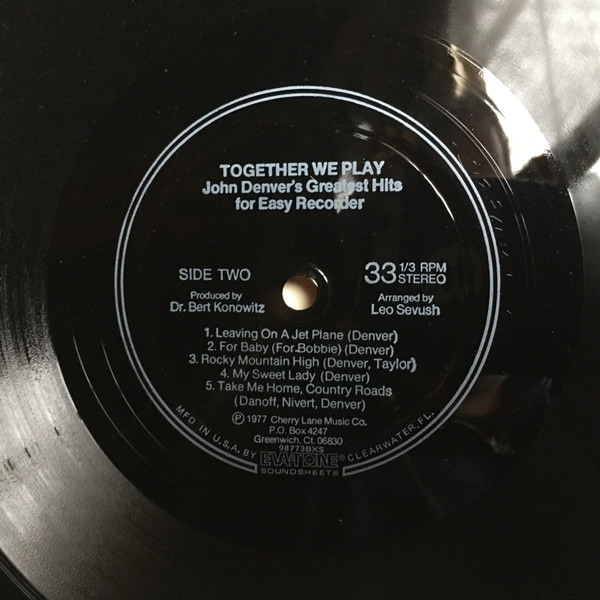 TOGETHER WE PLAY
John Denver's Greatest Hits
for Easy Recorder
SIDE TWO
33 1/3 RPM
STEREO
Produced by
Dr. Bert Konowitz
Arranged by
Leo Sevush
1. Leaving On A Jet Plane (Denver)
2. For Baby (For Bobbie) (Denver)
3. Rocky Mountain High (Denver, Taylor)
4. My Sweet Lady (Denver)
5. Take Me Home, Country Roads
(Danoff, Nivert, Denver)
℗ 1977 Cherry Lane Music Co.
P.O. Box 4247
Greenwich, Ct. 06830
98773BXS
MFD IN U.S.A. BY EVA-TONE® CLEARWATER, FL.
SOUNDSHEETS